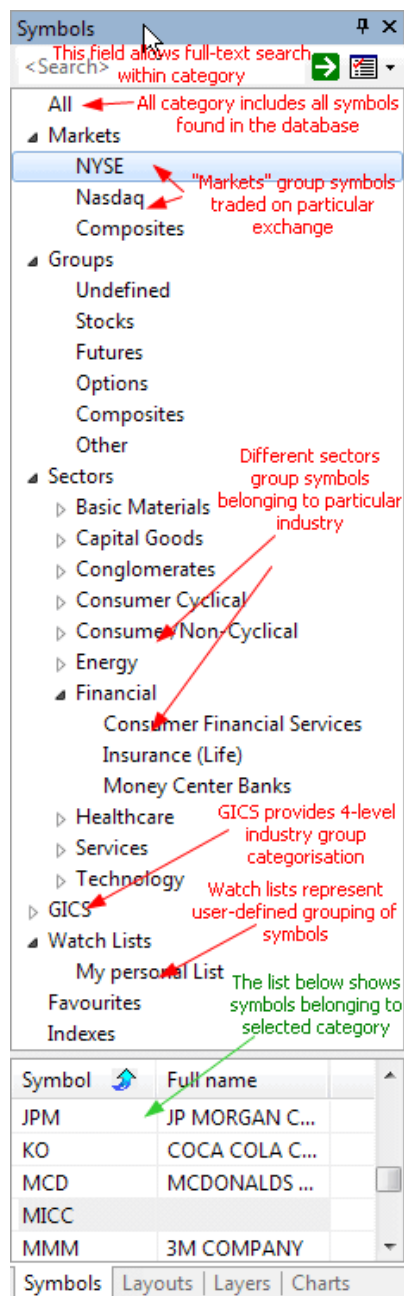 Symbols
This field allows full-text search
<Search>
within category
All
All category includes all symbols
found in the database
Markets
NYSE
"Markets" group symbols
Nasdaq
traded on particular
Composites
exchange
Groups
Undefined
Stocks
Futures
Options
Composites
Other
Different sectors
group symbols
Sectors
belonging to particular
Basic Materials
industry
Capital Goods
Conglomerates
Consumer Cyclical
Consumer/Non-Cyclical
Energy
Financial
Consumer Financial Services
Insurance (Life)
Money Center Banks
Healthcare
GICS provides 4-level
industry group
Services
categorisation
Technology
Watch lists represent
GICS
user-defined grouping of
Watch Lists
symbols
My personal List
The list below shows
Favourites
symbols belonging to
Indexes
selected category
Symbol Full name
JPM JP MORGAN C...
KO COCA COLA C...
MCD MCDONALDS ...
MICC
MMM 3M COMPANY
Symbols Layouts Layers Charts